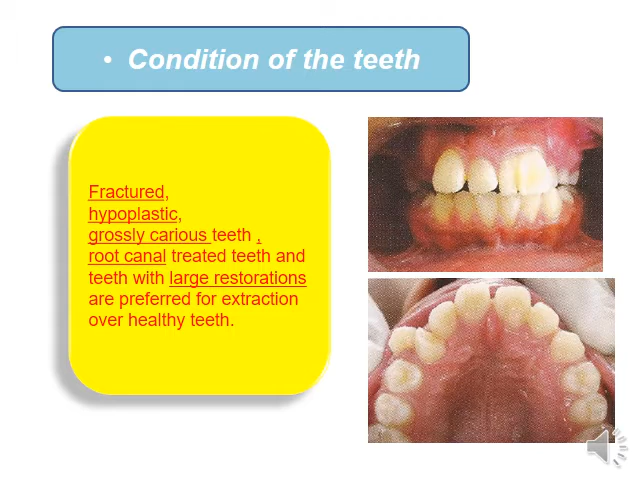 • Condition of the teeth
Fractured,
hypoplastic,
grossly carious teeth ,
root canal treated teeth and
teeth with large restorations
are preferred for extraction
over healthy teeth.